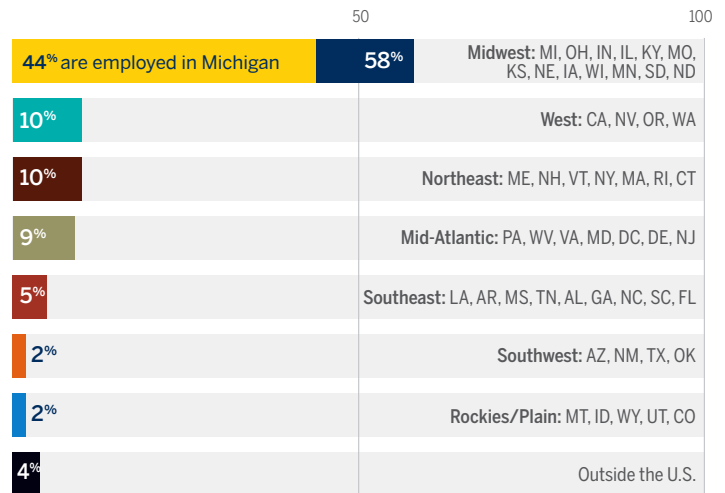 50 100
44% are employed in Michigan 58% Midwest: MI, OH, IN, IL, KY, MO,
KS, NE, IA, WI, MN, SD, ND
10% West: CA, NV, OR, WA
10% Northeast: ME, NH, VT, NY, MA, RI, CT
9% Mid-Atlantic: PA, WV, VA, MD, DC, DE, NJ
5% Southeast: LA, AR, MS, TN, AL, GA, NC, SC, FL
2% Southwest: AZ, NM, TX, OK
2% Rockies/Plain: MT, ID, WY, UT, CO
4% Outside the U.S.